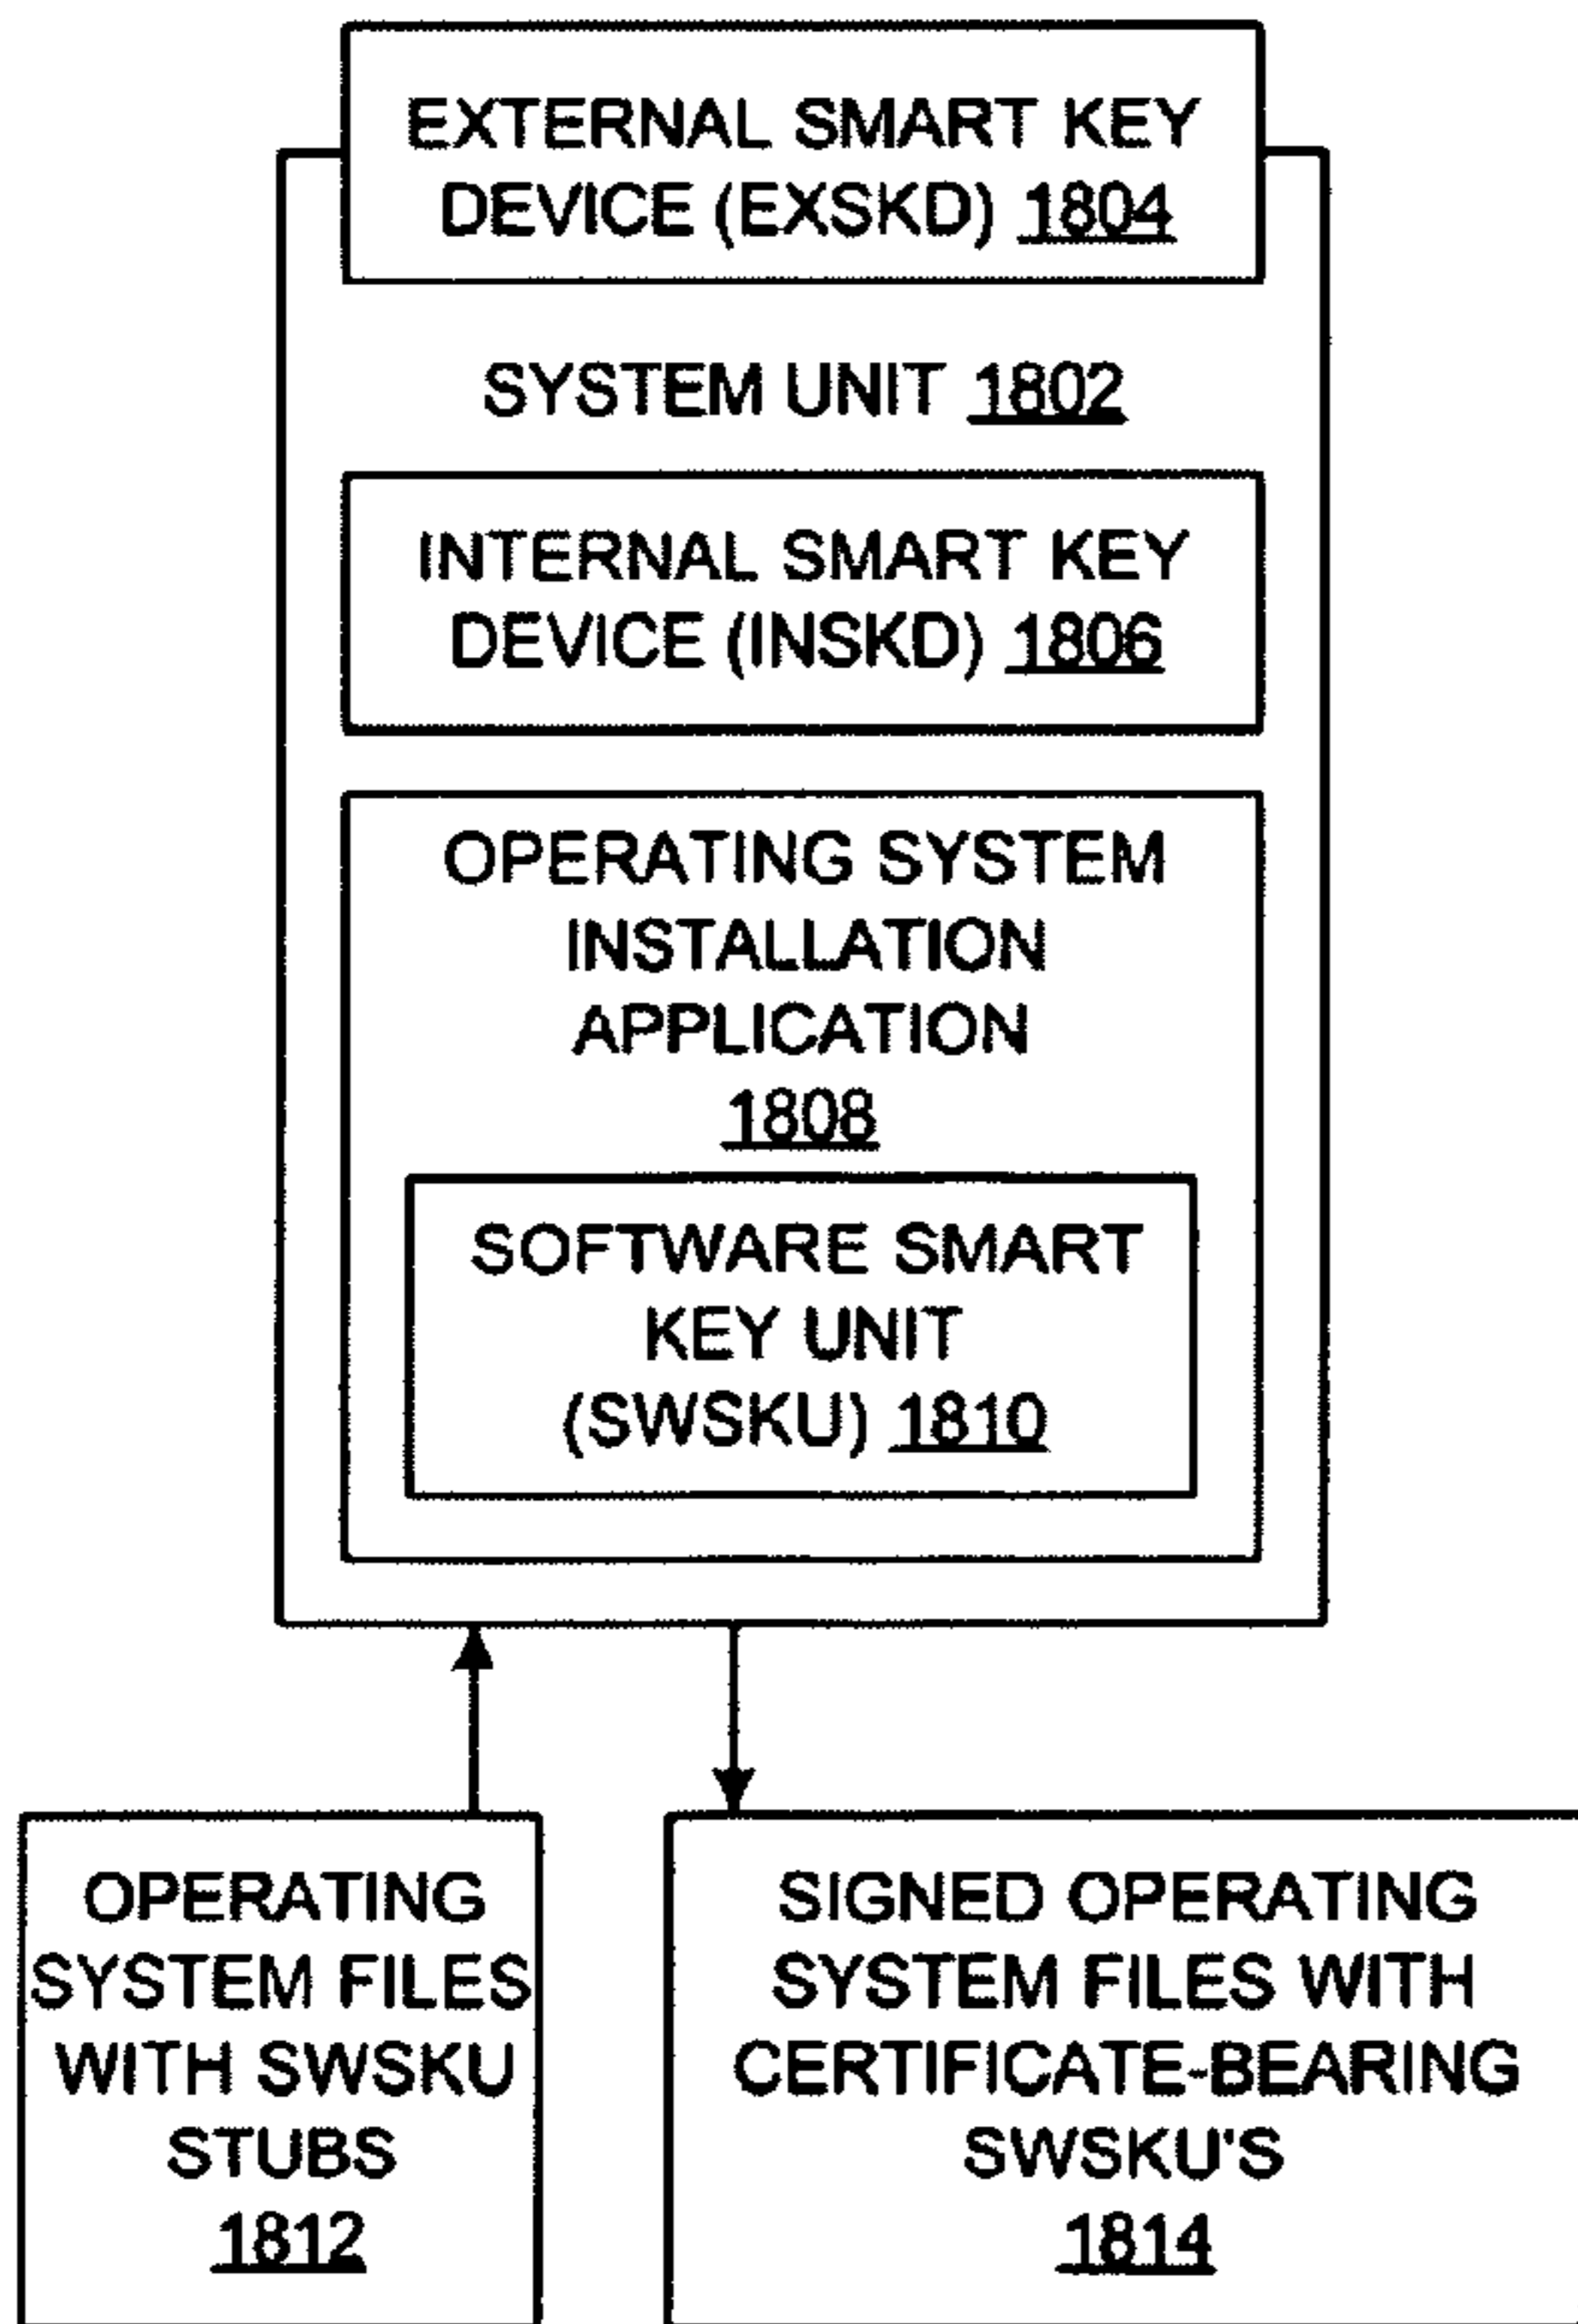 EXTERNAL SMART KEY
DEVICE (EXSKD) 1804
SYSTEM UNIT 1802
INTERNAL SMART KEY
DEVICE (INSKD) 1806
OPERATING SYSTEM
INSTALLATION
APPLICATION
1808
SOFTWARE SMART
KEY UNIT
(SWSKU) 1810
OPERATING
SYSTEM FILES
WITH SWSKU
STUBS
1812
SIGNED OPERATING
SYSTEM FILES WITH
CERTIFICATE-BEARING
SWSKU'S
1814